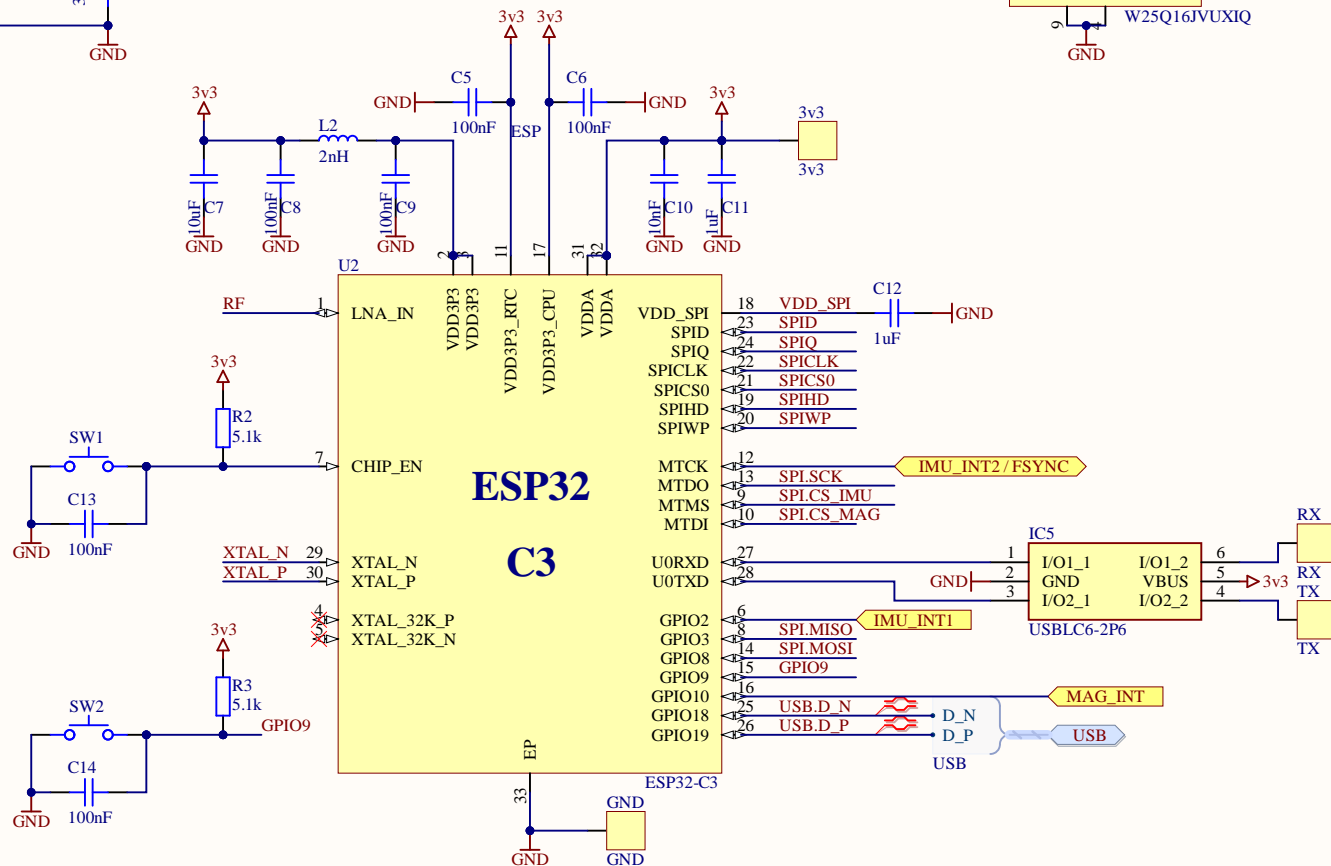 W25Q16JVUXIQ
9
4
GND
GND
3v3
3v3
C5
C6
GND
GND
100nF
ESP
100nF
3v3
3v3
3v3
L2
2nH
3v3
10uF
C7
100nF
C8
100nF
C9
10nF
C10
1uF
C11
GND
GND
GND
GND
GND
2
11
17
31
32
U2
VDD3P3
VDD3P3
VDD3P3_RTC
VDD3P3_CPU
VDDA
VDDA
RF
1
LNA_IN
VDD_SPI
18
VDD_SPI
C12
1uF
GND
SPID
23
SPID
SPIQ
24
SPIQ
SPICLK
22
SPICLK
SPICS0
21
SPICS0
SPIHD
19
SPIHD
SPIWP
20
SPIWP
3v3
R2
5.1k
SW1
7
CHIP_EN
C13
100nF
GND
MTCK
12
IMU_INT2 / FSYNC
MTDO
13
SPI.SCK
MTMS
9
SPI.CS_IMU
MTDI
10
SPI.CS_MAG
ESP32
C3
XTAL_N
29
XTAL_N
XTAL_P
30
XTAL_P
4
XTAL_32K_P
5
XTAL_32K_N
U0RXD
27
U0TXD
28
IC5
1
I/O1_1
I/O1_2
6
GND
2
GND
VBUS
5
3v3
3
I/O2_1
I/O2_2
4
USBLC6-2P6
RX
RX
TX
TX
GPIO2
6
IMU_INT1
GPIO3
8
SPI.MISO
GPIO8
14
SPI.MOSI
GPIO9
15
GPIO9
GPIO10
16
MAG_INT
GPIO18
25
USB.D_N
D_N
GPIO19
26
USB.D_P
D_P
USB
USB
3v3
R3
5.1k
SW2
GPIO9
C14
100nF
GND
EP
33
ESP32-C3
GND
GND
GND